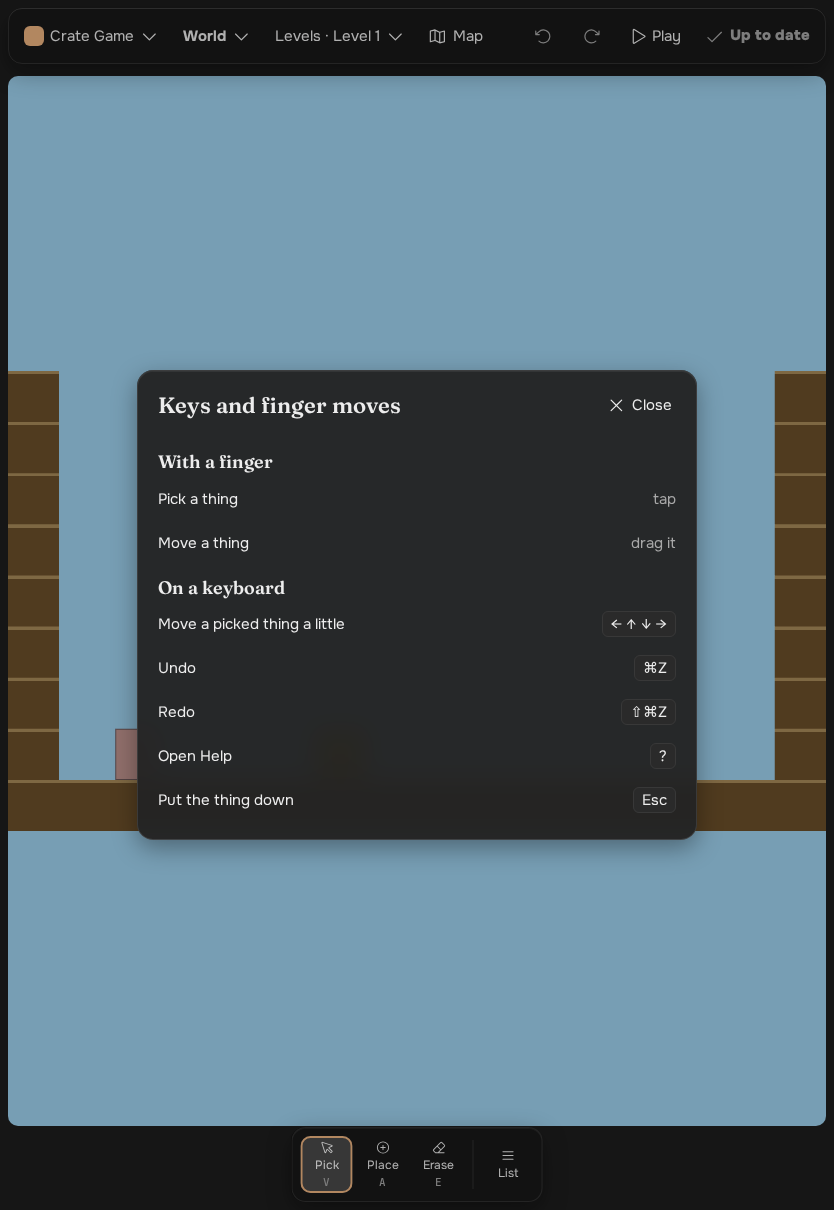 Crate Game World Levels · Level 1 Map Play Up to date
Keys and finger moves Close
With a finger
Pick a thing tap
Move a thing drag it
On a keyboard
Move a picked thing a little ← ↑ ↓ →
Undo ⌘Z
Redo ⇧⌘Z
Open Help ?
Put the thing down Esc
Pick Place Erase List
V A E